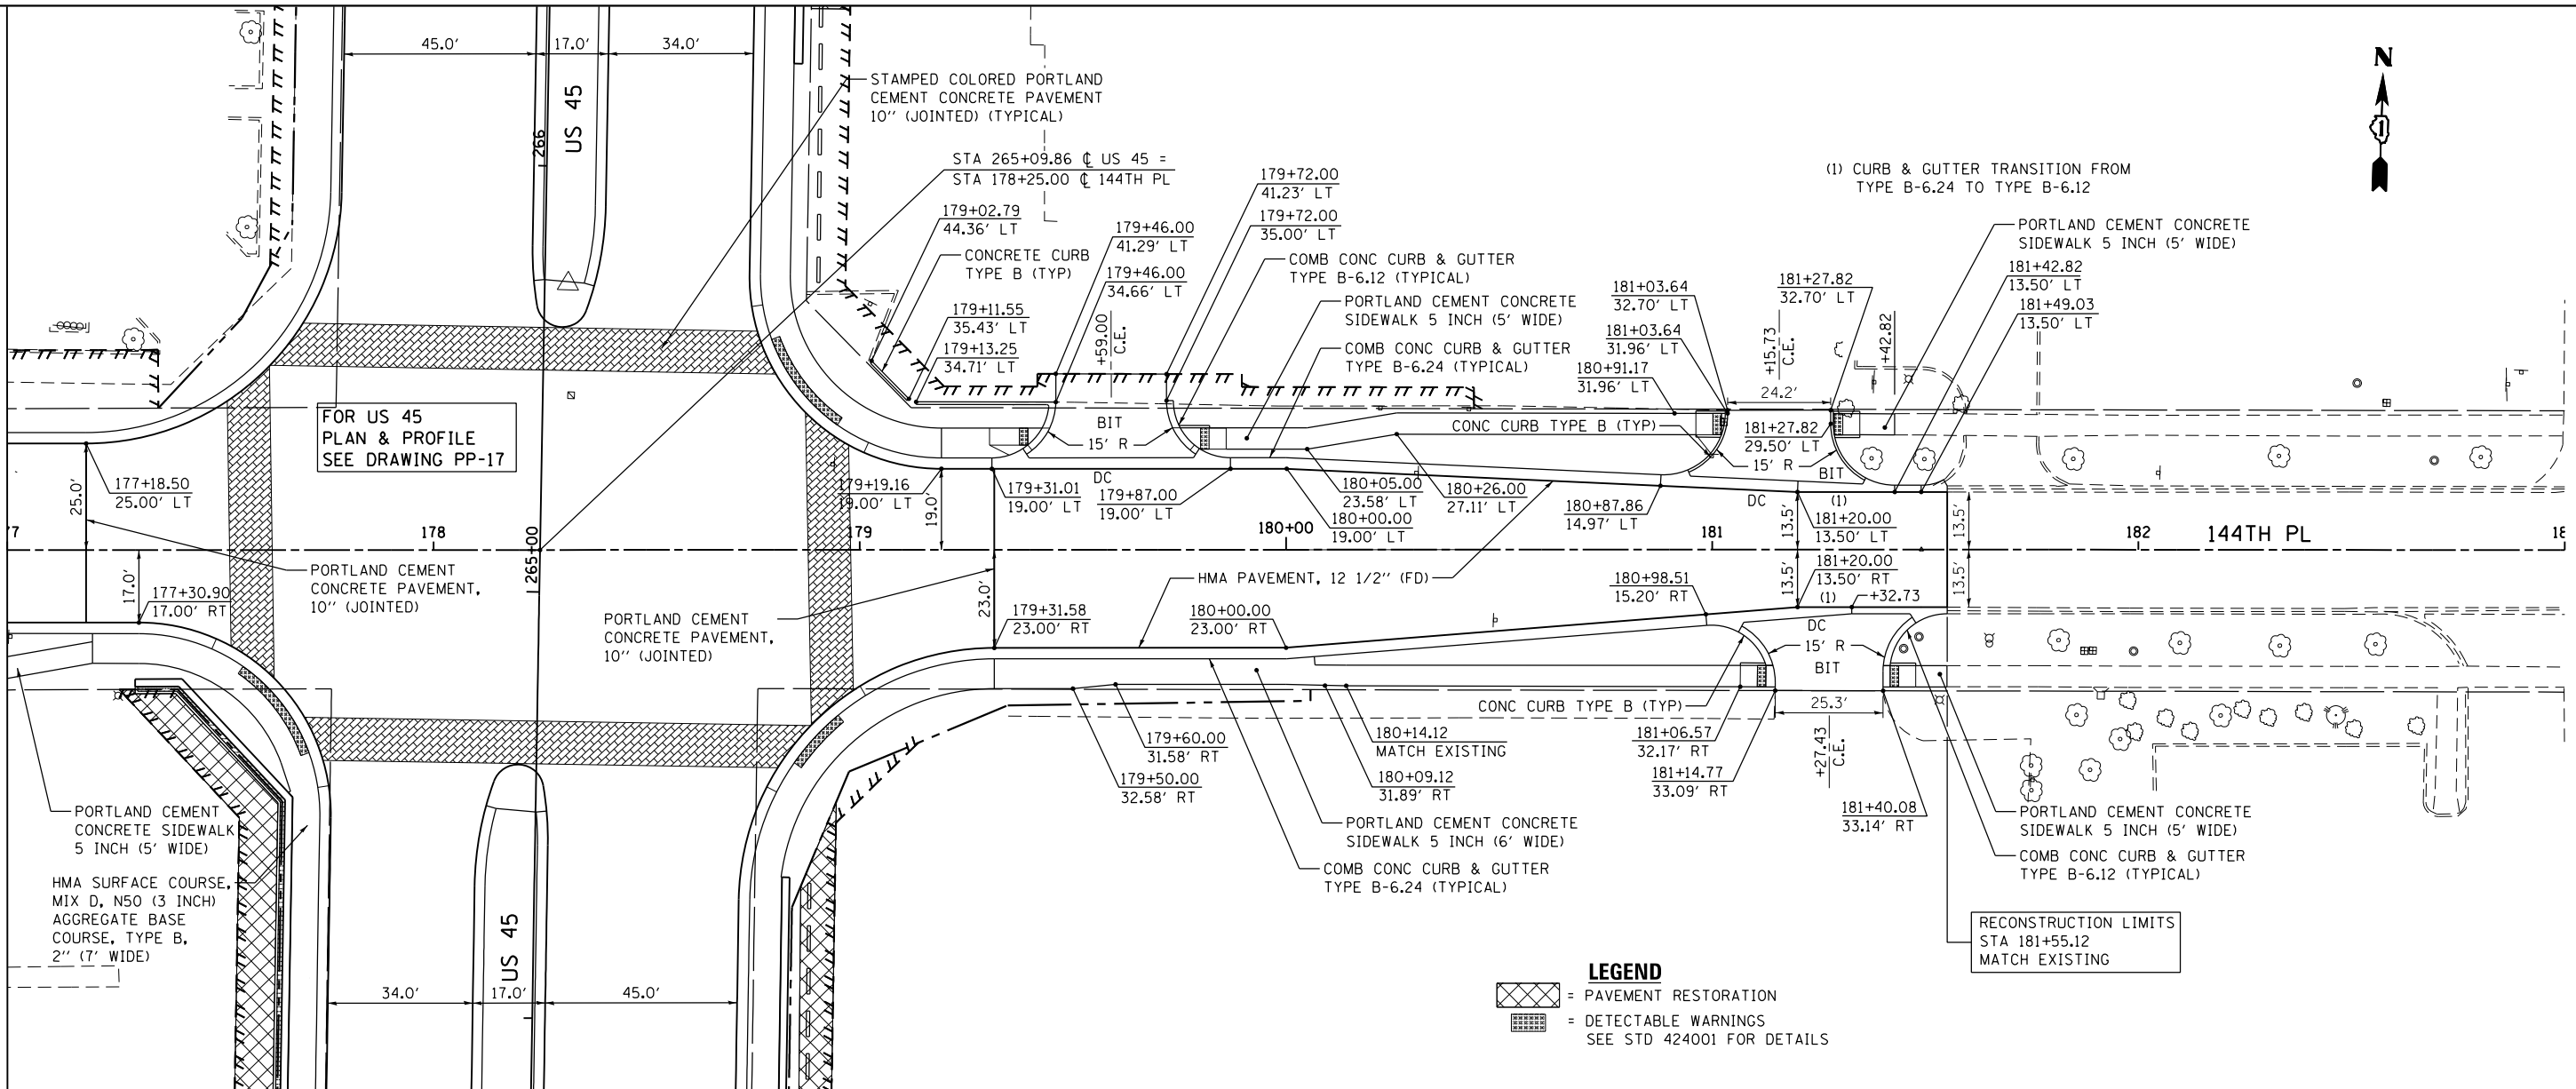 45.0'
17.0'
34.0'
US 45
266
STAMPED COLORED PORTLAND
CEMENT CONCRETE PAVEMENT
10'' (JOINTED) (TYPICAL)
STA 265+09.86 ℄ US 45 =
STA 178+25.00 ℄ 144TH PL
179+02.79
44.36' LT
CONCRETE CURB
TYPE B (TYP)
179+11.55
35.43' LT
179+13.25
34.71' LT
179+46.00
41.29' LT
179+46.00
34.66' LT
+59.00
C.E.
179+72.00
41.23' LT
179+72.00
35.00' LT
COMB CONC CURB & GUTTER
TYPE B-6.12 (TYPICAL)
PORTLAND CEMENT CONCRETE
SIDEWALK 5 INCH (5' WIDE)
COMB CONC CURB & GUTTER
TYPE B-6.24 (TYPICAL)
181+03.64
32.70' LT
181+03.64
31.96' LT
180+91.17
31.96' LT
181+27.82
32.70' LT
+15.73
C.E.
24.2'
+42.82
N
1
(1) CURB & GUTTER TRANSITION FROM
TYPE B-6.24 TO TYPE B-6.12
PORTLAND CEMENT CONCRETE
SIDEWALK 5 INCH (5' WIDE)
181+42.82
13.50' LT
181+49.03
13.50' LT
FOR US 45
PLAN & PROFILE
SEE DRAWING PP-17
BIT
15' R
CONC CURB TYPE B (TYP)
181+27.82
29.50' LT
15' R
BIT
177+18.50
25.00' LT
25.0'
179+19.16
19.00' LT
19.0'
179+31.01
19.00' LT
DC
179+87.00
19.00' LT
180+05.00
23.58' LT
180+00.00
19.00' LT
180+26.00
27.11' LT
180+87.86
14.97' LT
DC
(1)
181+20.00
13.50' LT
13.5'
13.5'
178
265+00
179
180+00
181
182
144TH PL
17.0'
177+30.90
17.00' RT
PORTLAND CEMENT
CONCRETE PAVEMENT,
10'' (JOINTED)
PORTLAND CEMENT
CONCRETE PAVEMENT,
10'' (JOINTED)
23.0'
179+31.58
23.00' RT
180+00.00
23.00' RT
HMA PAVEMENT, 12 1/2'' (FD)
180+98.51
15.20' RT
13.5'
181+20.00
13.50' RT
(1)
+32.73
13.5'
DC
15' R
BIT
179+60.00
31.58' RT
179+50.00
32.58' RT
180+14.12
MATCH EXISTING
180+09.12
31.89' RT
CONC CURB TYPE B (TYP)
181+06.57
32.17' RT
181+14.77
33.09' RT
25.3'
+27.43
C.E.
181+40.08
33.14' RT
PORTLAND CEMENT
CONCRETE SIDEWALK
5 INCH (5' WIDE)
HMA SURFACE COURSE,
MIX D, N50 (3 INCH)
AGGREGATE BASE
COURSE, TYPE B,
2'' (7' WIDE)
PORTLAND CEMENT CONCRETE
SIDEWALK 5 INCH (6' WIDE)
COMB CONC CURB & GUTTER
TYPE B-6.24 (TYPICAL)
PORTLAND CEMENT CONCRETE
SIDEWALK 5 INCH (5' WIDE)
COMB CONC CURB & GUTTER
TYPE B-6.12 (TYPICAL)
RECONSTRUCTION LIMITS
STA 181+55.12
MATCH EXISTING
US 45
34.0'
17.0'
45.0'
LEGEND
= PAVEMENT RESTORATION
= DETECTABLE WARNINGS
SEE STD 424001 FOR DETAILS